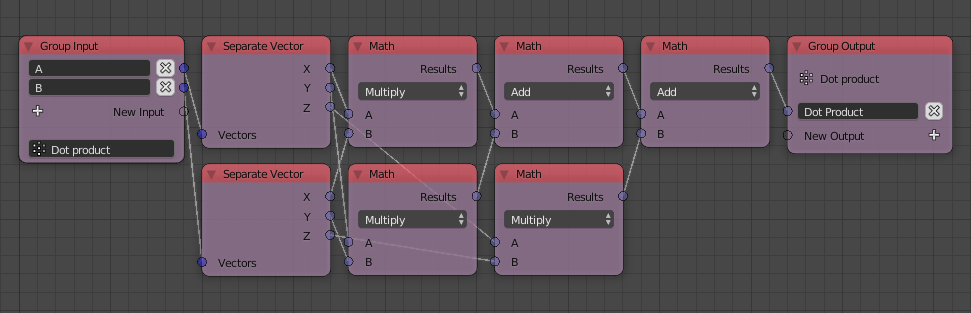 Group Input
A
B
New Input
Dot product
Separate Vector
X
Y
Z
Vectors
Math
Results
Multiply
A
B
Math
Results
Add
A
B
Math
Results
Add
A
B
Group Output
Dot product
Dot Product
New Output
Separate Vector
X
Y
Z
Vectors
Math
Results
Multiply
A
B
Math
Results
Multiply
A
B